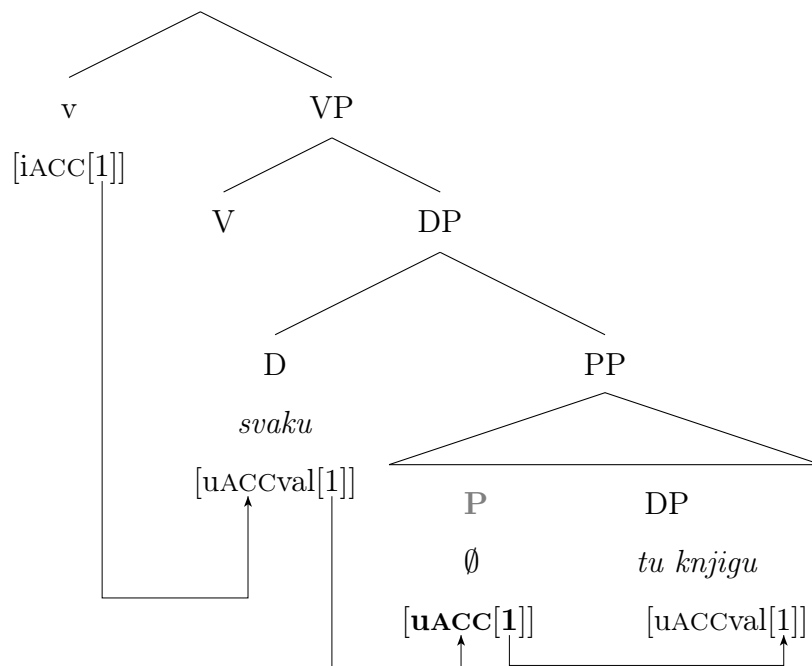 v VP
[iACC[1]]
V DP
D PP
svaku
[uACCval[1]]
P DP
∅ tu knjigu
[uACC[1]] [uACCval[1]]